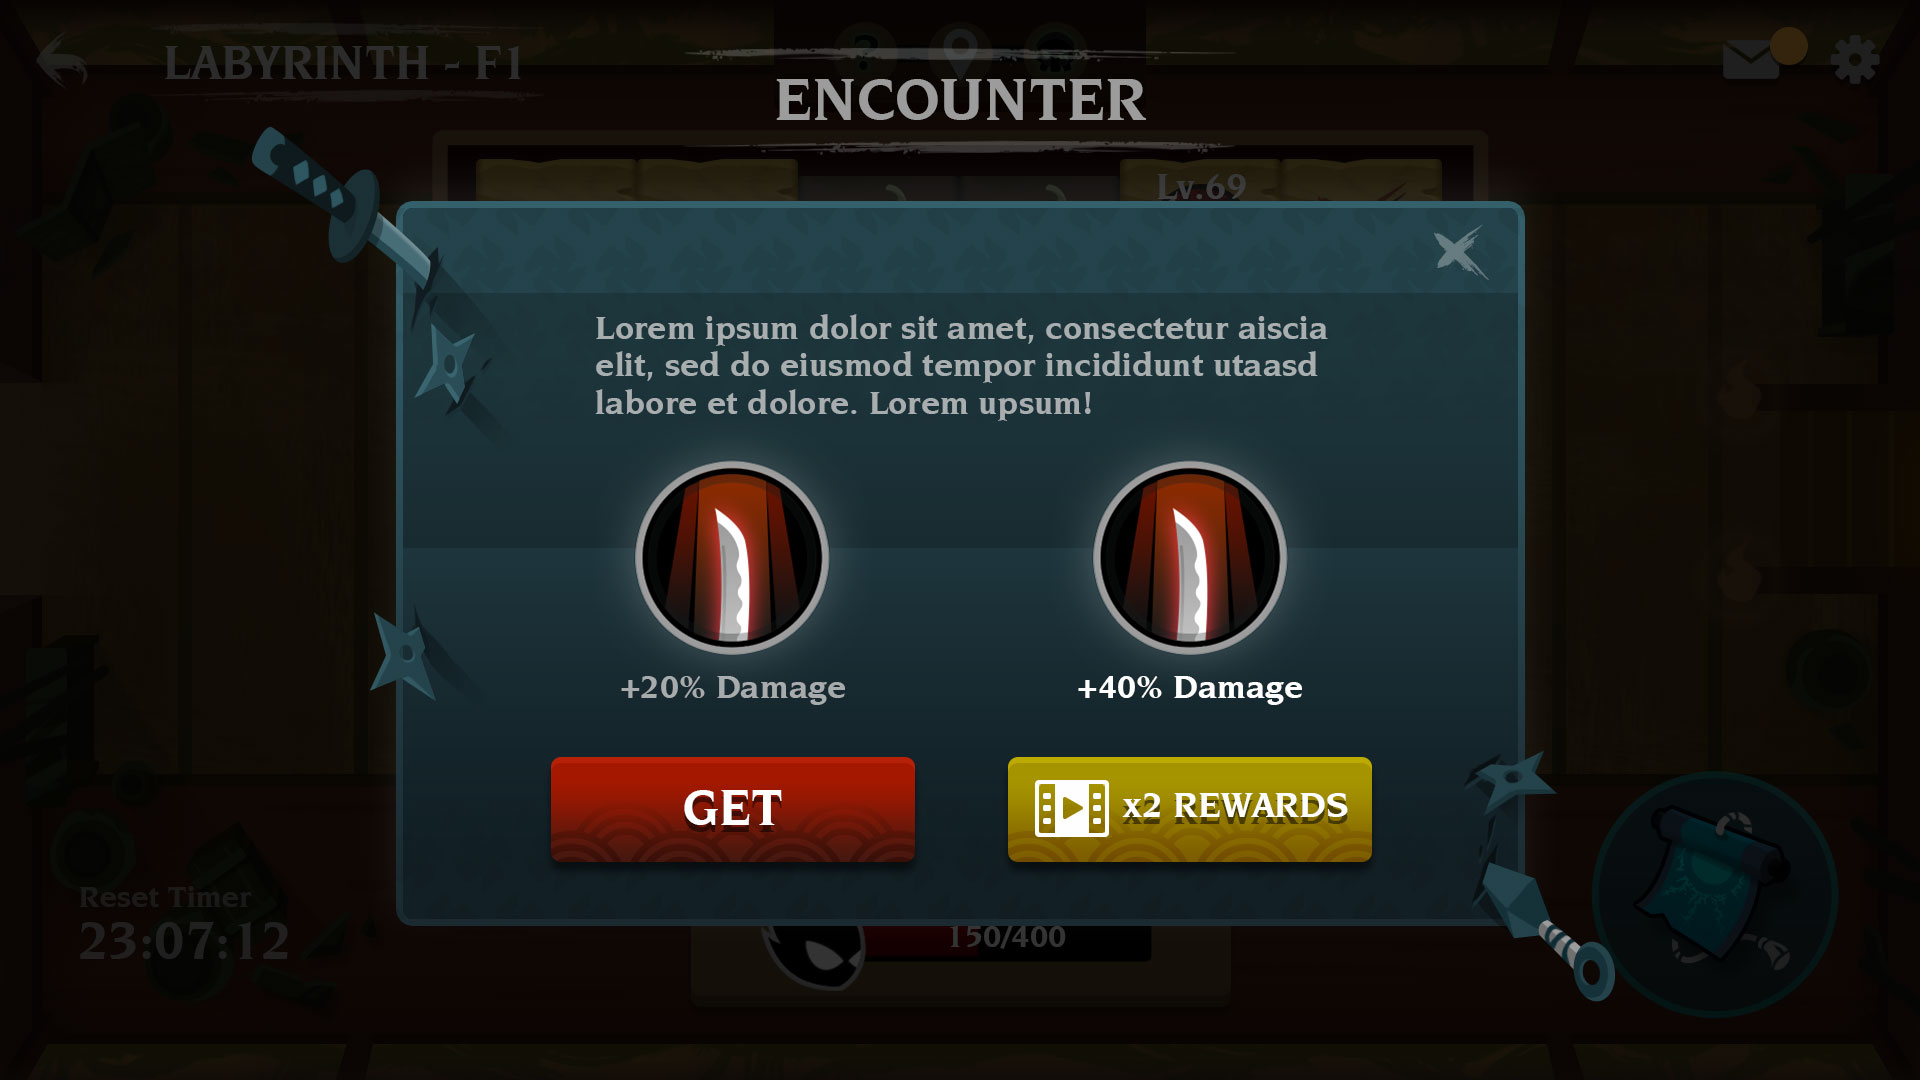 LABYRINTH - F1
ENCOUNTER
Lv.69
Lorem ipsum dolor sit amet, consectetur aiscia
elit, sed do eiusmod tempor incididunt utaasd
labore et dolore. Lorem upsum!
+20% Damage
+40% Damage
GET
x2 REWARDS
Reset Timer
23:07:12
150/400